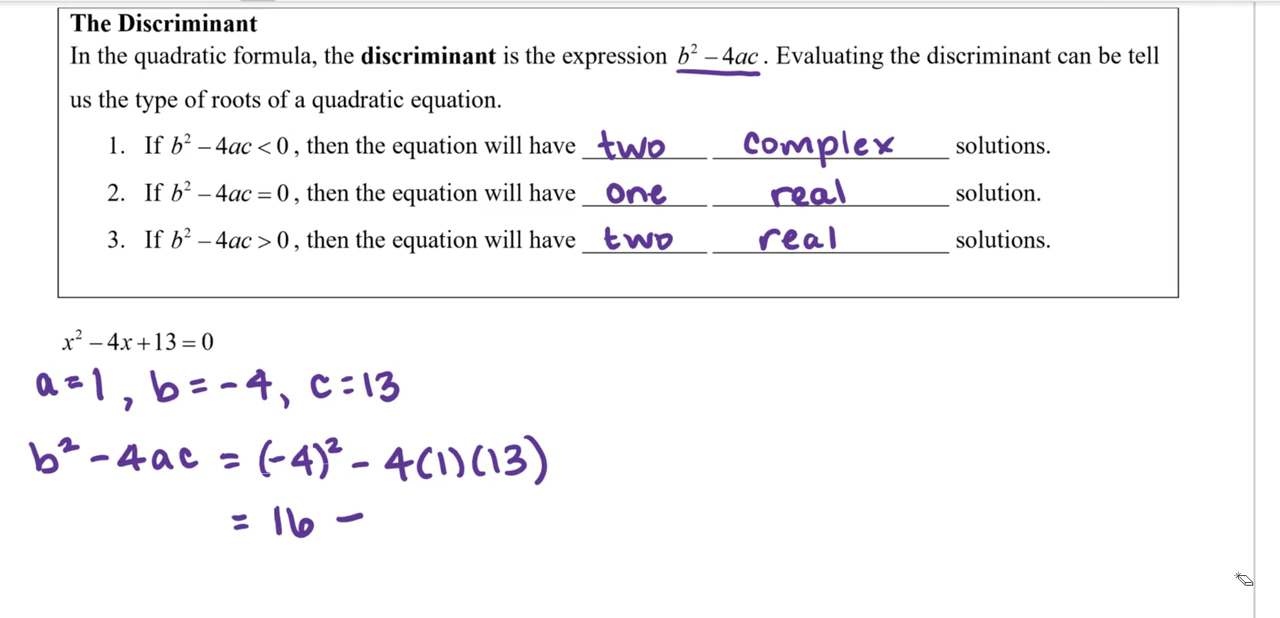 The Discriminant
In the quadratic formula, the discriminant is the expression b² – 4ac. Evaluating the discriminant can be tell
us the type of roots of a quadratic equation.
1. If b² – 4ac < 0, then the equation will have two complex solutions.
2. If b² – 4ac = 0, then the equation will have one real solution.
3. If b² – 4ac > 0, then the equation will have two real solutions.
x² – 4x + 13 = 0
a = 1, b = -4, c = 13
b² - 4ac = (-4)² - 4(1)(13)
= 16 -